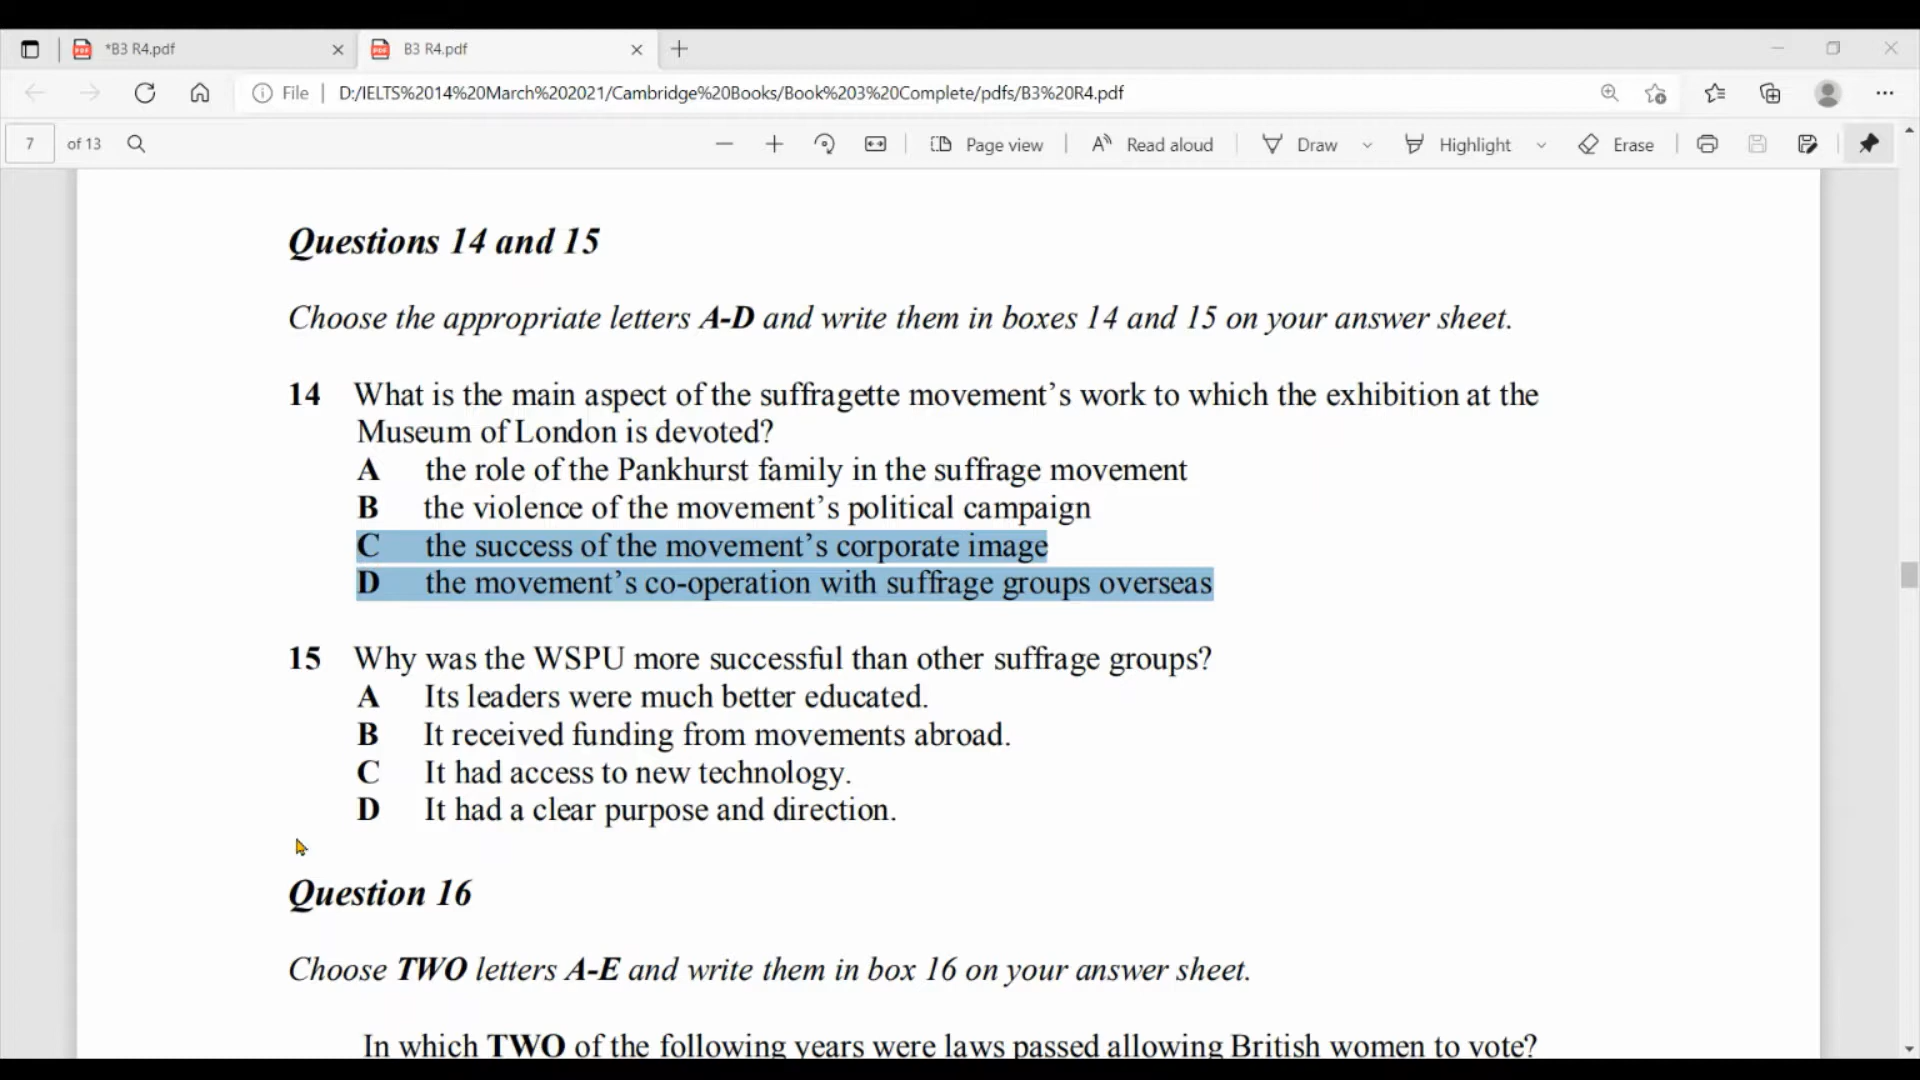 *B3 R4.pdf
B3 R4.pdf
File
D:/IELTS%2014%20March%202021/Cambridge%20Books/Book%203%20Complete/pdfs/B3%20R4.pdf
7 of 13
Page view
Read aloud
Draw
Highlight
Erase
Questions 14 and 15
Choose the appropriate letters A-D and write them in boxes 14 and 15 on your answer sheet.
14 What is the main aspect of the suffragette movement’s work to which the exhibition at the
Museum of London is devoted?
A the role of the Pankhurst family in the suffrage movement
B the violence of the movement’s political campaign
C the success of the movement’s corporate image
D the movement’s co-operation with suffrage groups overseas
15 Why was the WSPU more successful than other suffrage groups?
A Its leaders were much better educated.
B It received funding from movements abroad.
C It had access to new technology.
D It had a clear purpose and direction.
Question 16
Choose TWO letters A-E and write them in box 16 on your answer sheet.
In which TWO of the following years were laws passed allowing British women to vote?